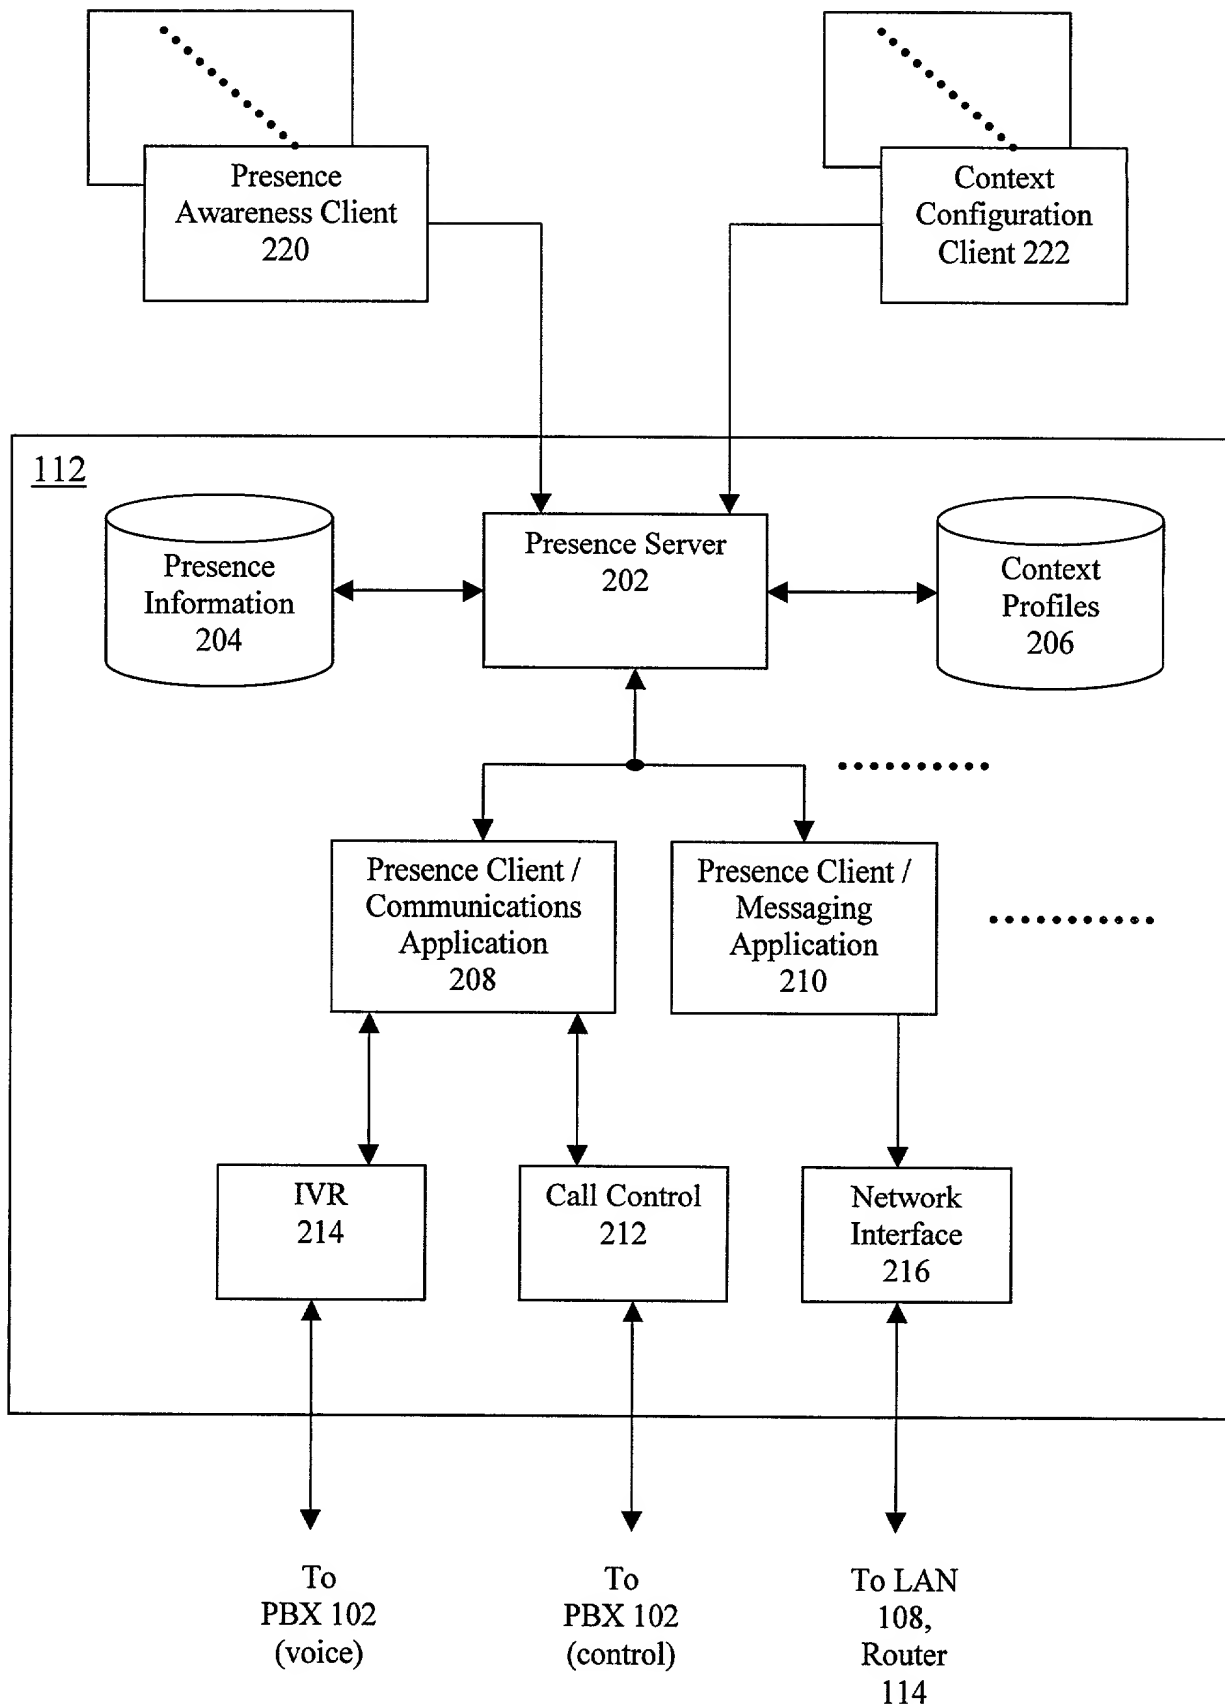 Presence
Awareness Client
220
Context
Configuration
Client 222
112
Presence Server
202
Presence
Information
204
Context
Profiles
206
Presence Client /
Communications
Application
208
Presence Client /
Messaging
Application
210
IVR
214
Call Control
212
Network
Interface
216
To
PBX 102
(voice)
To
PBX 102
(control)
To LAN
108,
Router
114